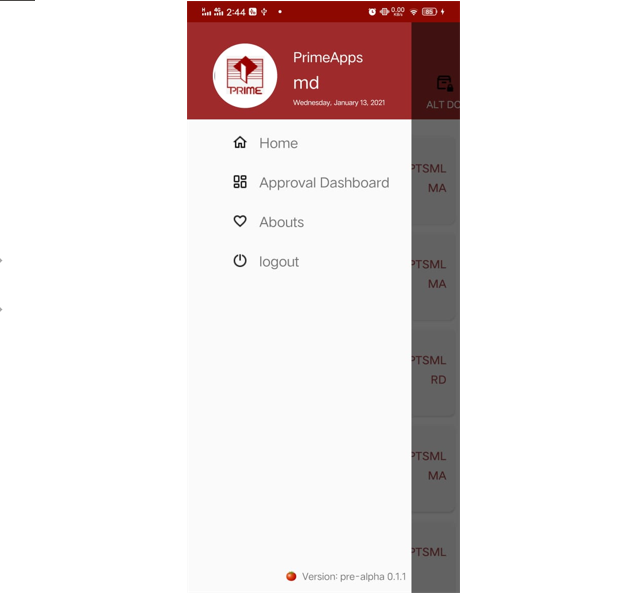 2:44
0.00
KB/s
85
PrimeApps
md
Wednesday, January 13, 2021
PRIME
ALT DO
Home
Approval Dashboard
Abouts
logout
PTSML
MA
PTSML
MA
PTSML
RD
PTSML
MA
PTSML
Version: pre-alpha 0.1.1